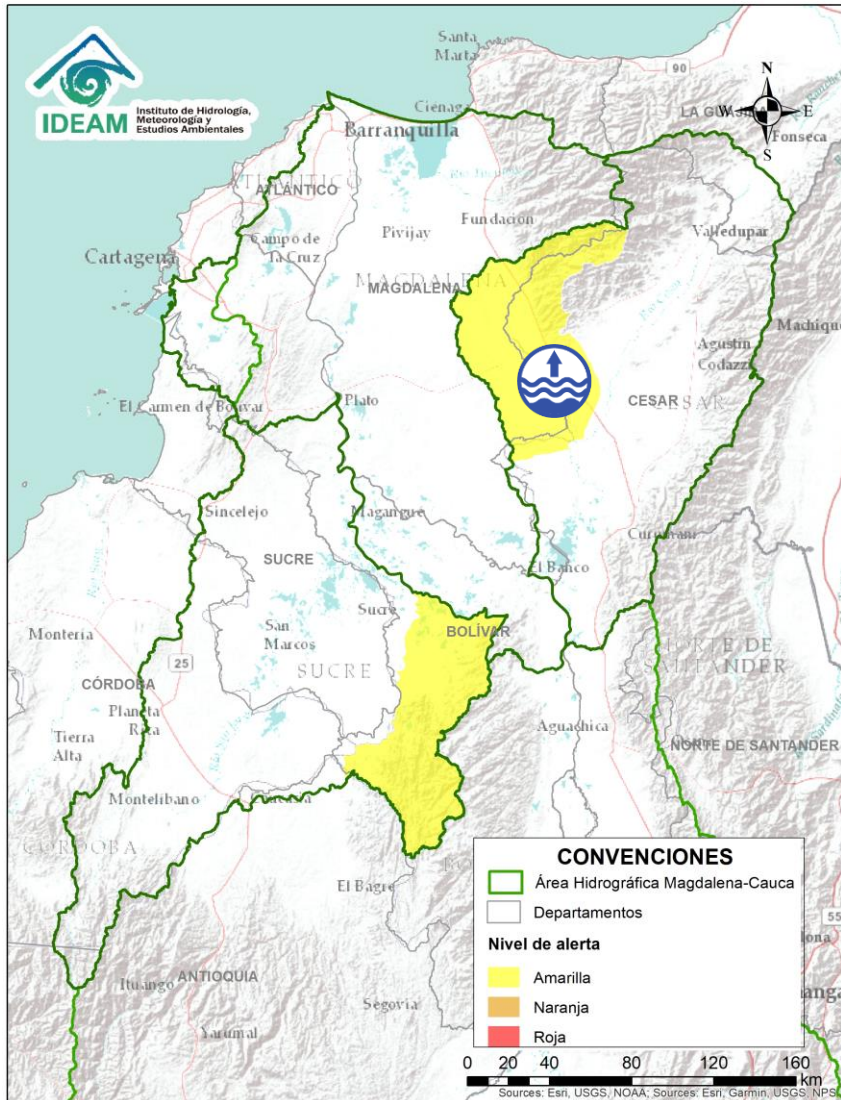 IDEAM
Instituto de Hidrología,
Meteorología y
Estudios Ambientales
Santa
Marta
90
N
W
E
S
Ciénaga
Barranquilla
Fonseca
ATLÁNTICO
Fundación
Pivijay
Valledupar
Campo de
la Cruz
Cartagena
MAGDALENA
MAGDALENA
Agustín
Codazzi
El Carmen de Bolívar
Plato
CESAR
CESAR
Sincelejo
Magangué
Curumaní
SUCRE
El Banco
Sucre
BOLÍVAR
Montería
San
Marcos
SUCRE
25
NORTE DE
SANTANDER
CÓRDOBA
Planeta
Rica
Aguachica
Tierra
Alta
NORTE DE SANTANDER
Montelíbano
CÓRDOBA
El Bagre
Ituango
ANTIOQUIA
Segovia
Yarumal
55
CONVENCIONES
Área Hidrográfica Magdalena-Cauca
Departamentos
Nivel de alerta
Amarilla
Naranja
Roja
0 20 40 80 120 160
km
Sources: Esri, USGS, NOAA; Sources: Esri, Garmin, USGS, NPS